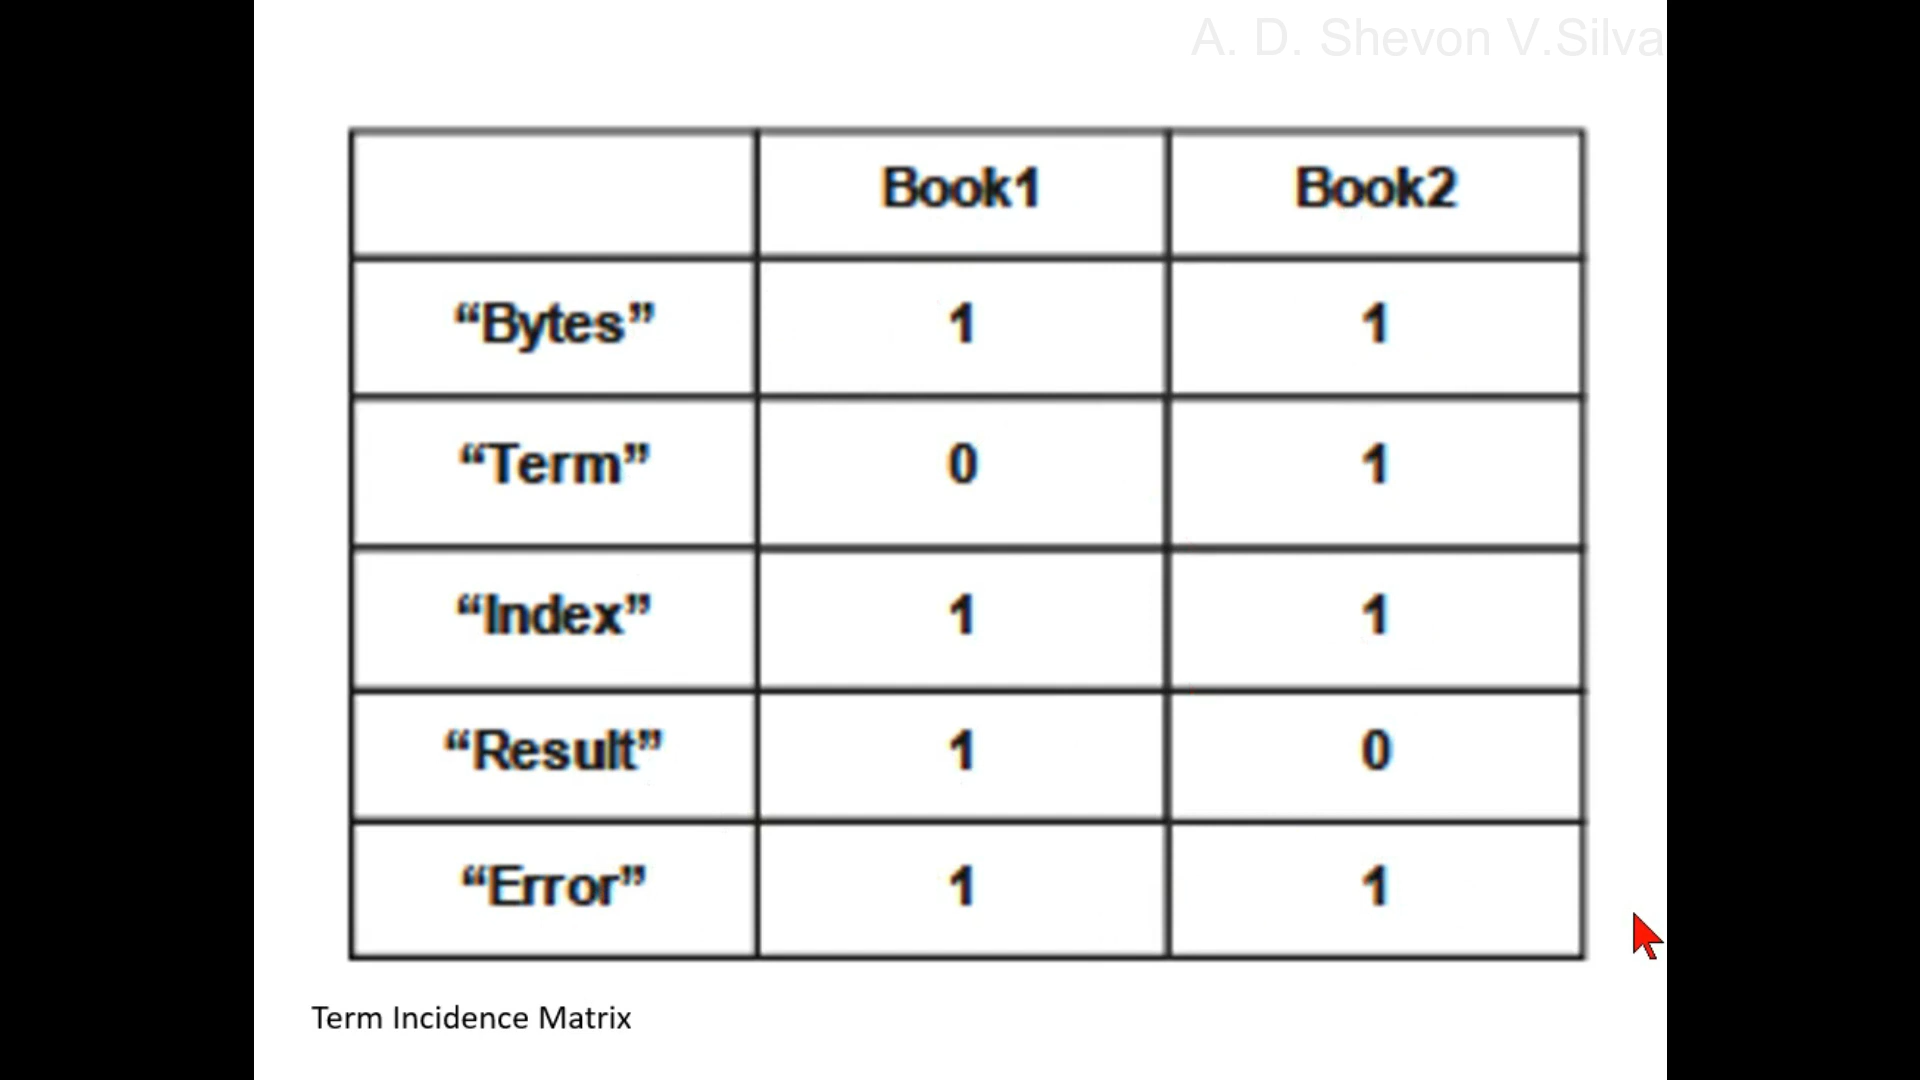 A. D. Shevon V.Silva
Book1 Book2
“Bytes” 1 1
“Term” 0 1
“Index” 1 1
“Result” 1 0
“Error” 1 1
Term Incidence Matrix